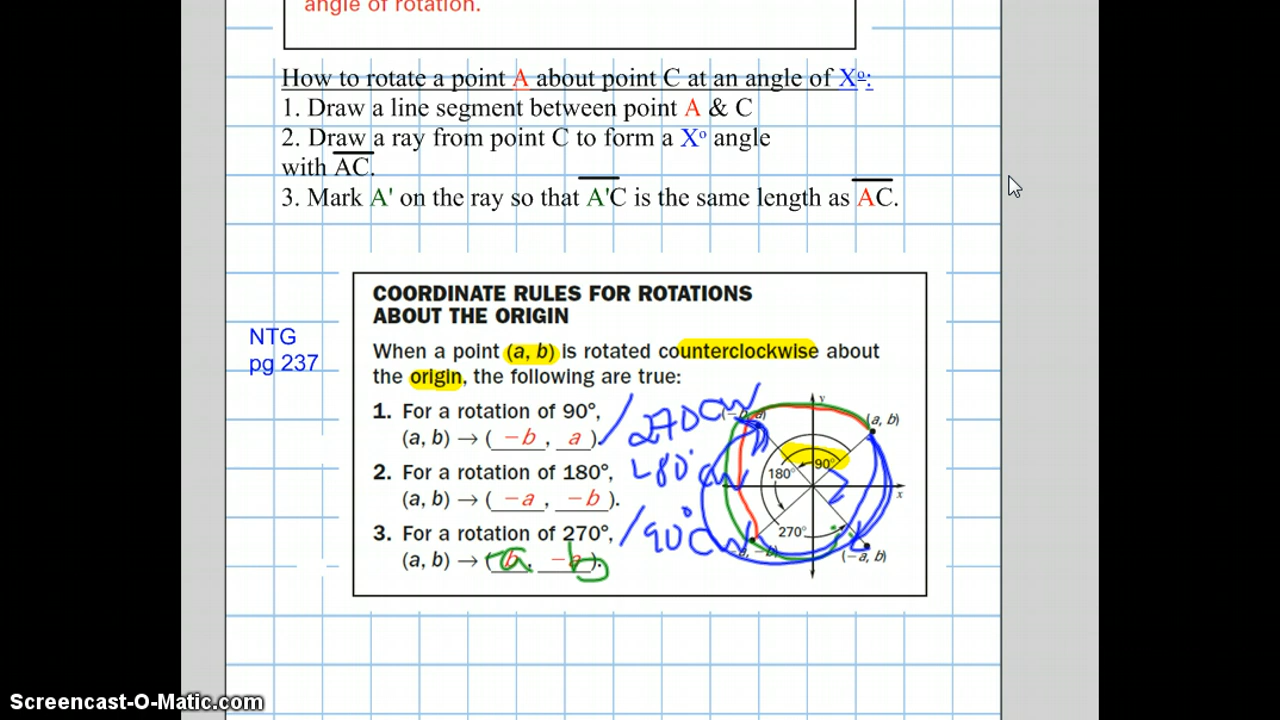 angle of rotation.
How to rotate a point A about point C at an angle of Xº:
1. Draw a line segment between point A & C
2. Draw a ray from point C to form a Xº angle
with AC.
3. Mark A' on the ray so that A'C is the same length as AC.
NTG
pg 237
COORDINATE RULES FOR ROTATIONS
ABOUT THE ORIGIN
When a point (a, b) is rotated counterclockwise about
the origin, the following are true:
1. For a rotation of 90°, / 270 CW
(a, b) → ( −b , a ).
2. For a rotation of 180°, 180° CW
(a, b) → ( −a , −b ).
3. For a rotation of 270°, / 90° CW
(a, b) → ( −a, b ).
y
(a, b)
90°
180°
x
270°
(−a, b)
Screencast-O-Matic.com